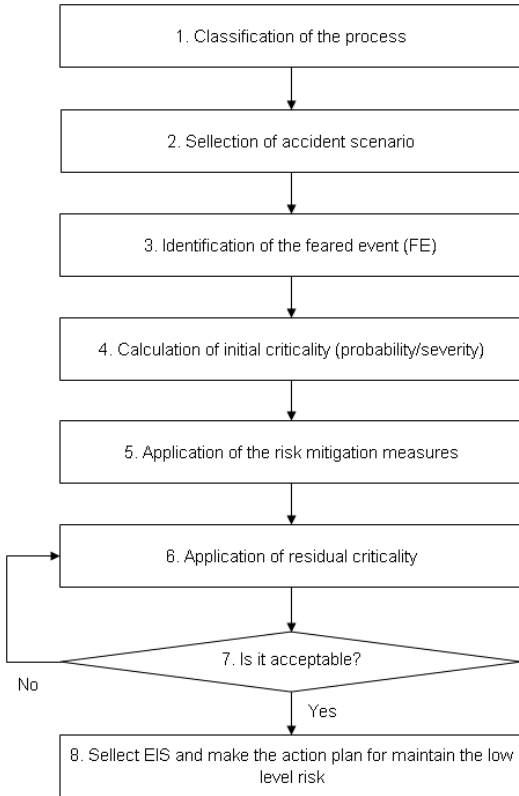 1. Classification of the process
2. Sellection of accident scenario
3. Identification of the feared event (FE)
4. Calculation of initial criticality (probability/severity)
5. Application of the risk mitigation measures
6. Application of residual criticality
7. Is it acceptable?
No
Yes
8. Sellect EIS and make the action plan for maintain the low
level risk